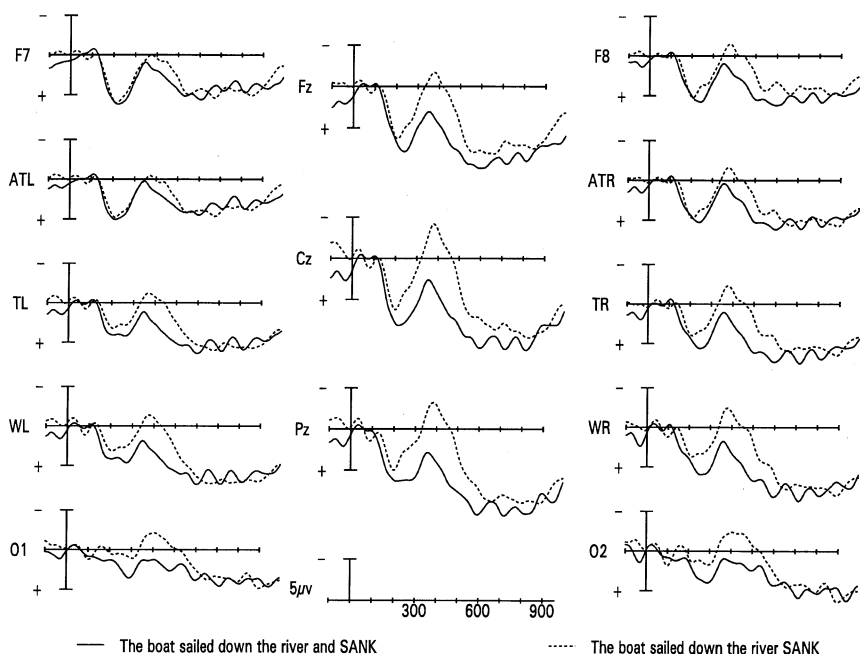 F7
Fz
F8
ATL
ATR
Cz
TL
TR
WL
Pz
WR
O1
O2
5μv
300 600 900
The boat sailed down the river and SANK
The boat sailed down the river SANK
- +
- +
- +
- +
- +
- +
- +
- +
- +
- +
- +
- +
- +
-